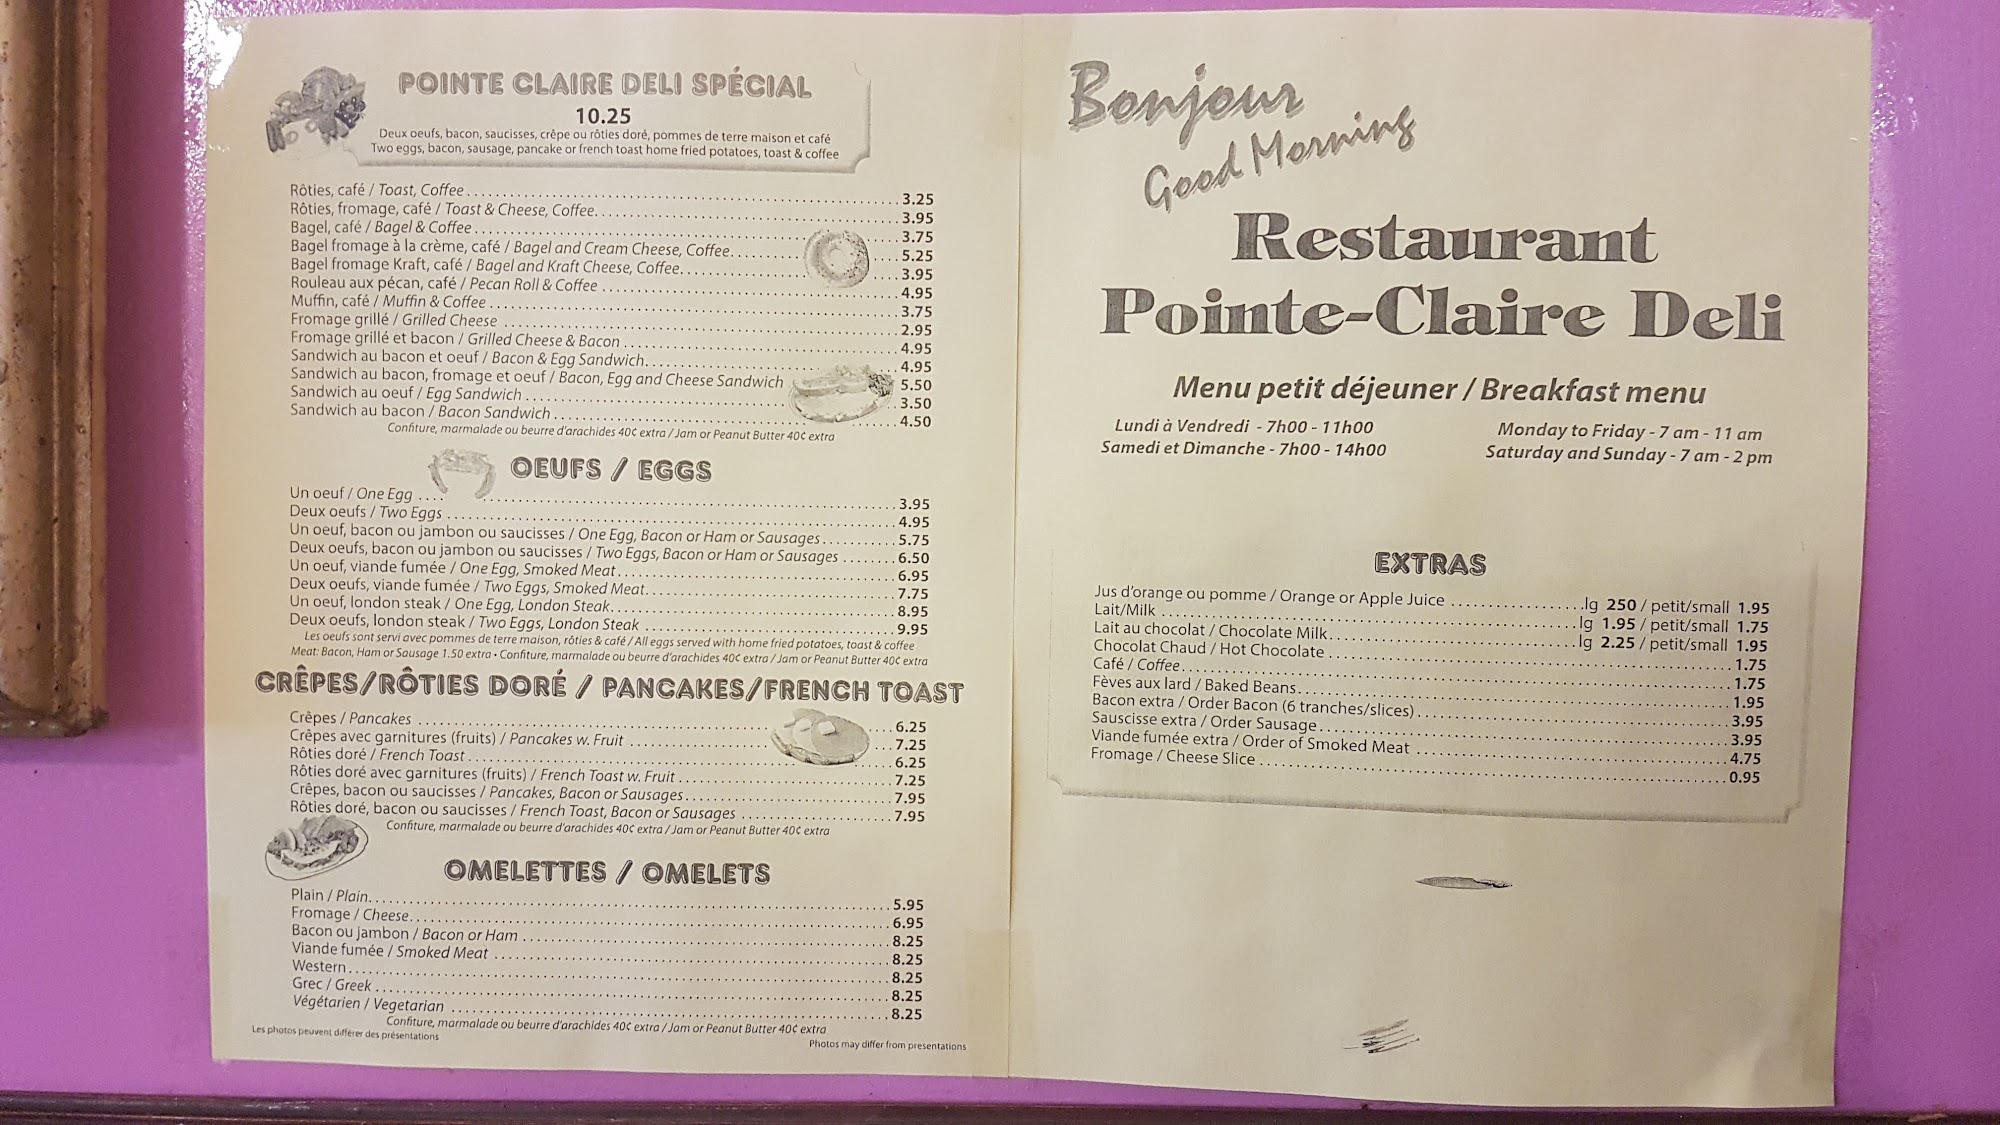 POINTE CLAIRE DELI SPÉCIAL
10.25
Deux oeufs, bacon, saucisses, crêpe ou rôties doré, pommes de terre maison et café
Two eggs, bacon, sausage, pancake or french toast home fried potatoes, toast & coffee
Rôties, café / Toast, Coffee 3.25
Rôties, fromage, café / Toast & Cheese, Coffee 3.95
Bagel, café / Bagel & Coffee 3.75
Bagel fromage à la crème, café / Bagel and Cream Cheese, Coffee 5.25
Bagel fromage Kraft, café / Bagel and Kraft Cheese, Coffee 3.95
Rouleau aux pécan, café / Pecan Roll & Coffee 4.95
Muffin, café / Muffin & Coffee 3.75
Fromage grillé / Grilled Cheese 2.95
Fromage grillé et bacon / Grilled Cheese & Bacon 4.95
Sandwich au bacon et oeuf / Bacon & Egg Sandwich 4.95
Sandwich au bacon, fromage et oeuf / Bacon, Egg and Cheese Sandwich 5.50
Sandwich au oeuf / Egg Sandwich 3.50
Sandwich au bacon / Bacon Sandwich 4.50
Confiture, marmalade ou beurre d'arachides 40¢ extra / Jam or Peanut Butter 40¢ extra
OEUFS / EGGS
Un oeuf / One Egg 3.95
Deux oeufs / Two Eggs 4.95
Un oeuf, bacon ou jambon ou saucisses / One Egg, Bacon or Ham or Sausages 5.75
Deux oeufs, bacon ou jambon ou saucisses / Two Eggs, Bacon or Ham or Sausages 6.50
Un oeuf, viande fumée / One Egg, Smoked Meat 6.95
Deux oeufs, viande fumée / Two Eggs, Smoked Meat 7.75
Un oeuf, london steak / One Egg, London Steak 8.95
Deux oeufs, london steak / Two Eggs, London Steak 9.95
Les oeufs sont servi avec pommes de terre maison, rôties & café / All eggs served with home fried potatoes, toast & coffee
Meat: Bacon, Ham or Sausage 1.50 extra • Confiture, marmalade ou beurre d'arachides 40¢ extra / Jam or Peanut Butter 40¢ extra
CRÊPES/RÔTIES DORÉ / PANCAKES/FRENCH TOAST
Crêpes / Pancakes 6.25
Crêpes avec garnitures (fruits) / Pancakes w. Fruit 7.25
Rôties doré / French Toast 6.25
Rôties doré avec garnitures (fruits) / French Toast w. Fruit 7.25
Crêpes, bacon ou saucisses / Pancakes, Bacon or Sausages 7.95
Rôties doré, bacon ou saucisses / French Toast, Bacon or Sausages 7.95
Confiture, marmalade ou beurre d'arachides 40¢ extra / Jam or Peanut Butter 40¢ extra
OMELETTES / OMELETS
Plain / Plain 5.95
Fromage / Cheese 6.95
Bacon ou jambon / Bacon or Ham 8.25
Viande fumée / Smoked Meat 8.25
Western 8.25
Grec / Greek 8.25
Végétarien / Vegetarian 8.25
Confiture, marmalade ou beurre d'arachides 40¢ extra / Jam or Peanut Butter 40¢ extra
Les photos peuvent différer des présentations
Photos may differ from presentations
Bonjour
Good Morning
Restaurant
Pointe-Claire Deli
Menu petit déjeuner / Breakfast menu
Lundi à Vendredi - 7h00 - 11h00
Samedi et Dimanche - 7h00 - 14h00
Monday to Friday - 7 am - 11 am
Saturday and Sunday - 7 am - 2 pm
EXTRAS
Jus d'orange ou pomme / Orange or Apple Juice lg 250 / petit/small 1.95
Lait/Milk lg 1.95 / petit/small 1.75
Lait au chocolat / Chocolate Milk lg 2.25 / petit/small 1.95
Chocolat Chaud / Hot Chocolate 1.75
Café / Coffee 1.75
Fèves aux lard / Baked Beans 1.95
Bacon extra / Order Bacon (6 tranches/slices) 3.95
Sauscisse extra / Order Sausage 3.95
Viande fumée extra / Order of Smoked Meat 4.75
Fromage / Cheese Slice 0.95